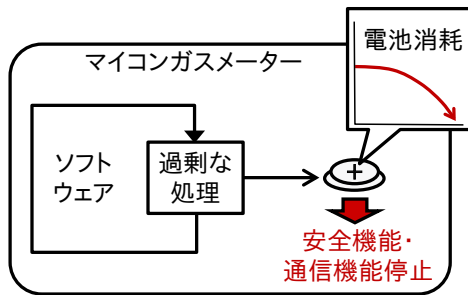 電池消耗
マイコンガスメーター
ソフト
ウェア
過剰な
処理
+
安全機能・
通信機能停止